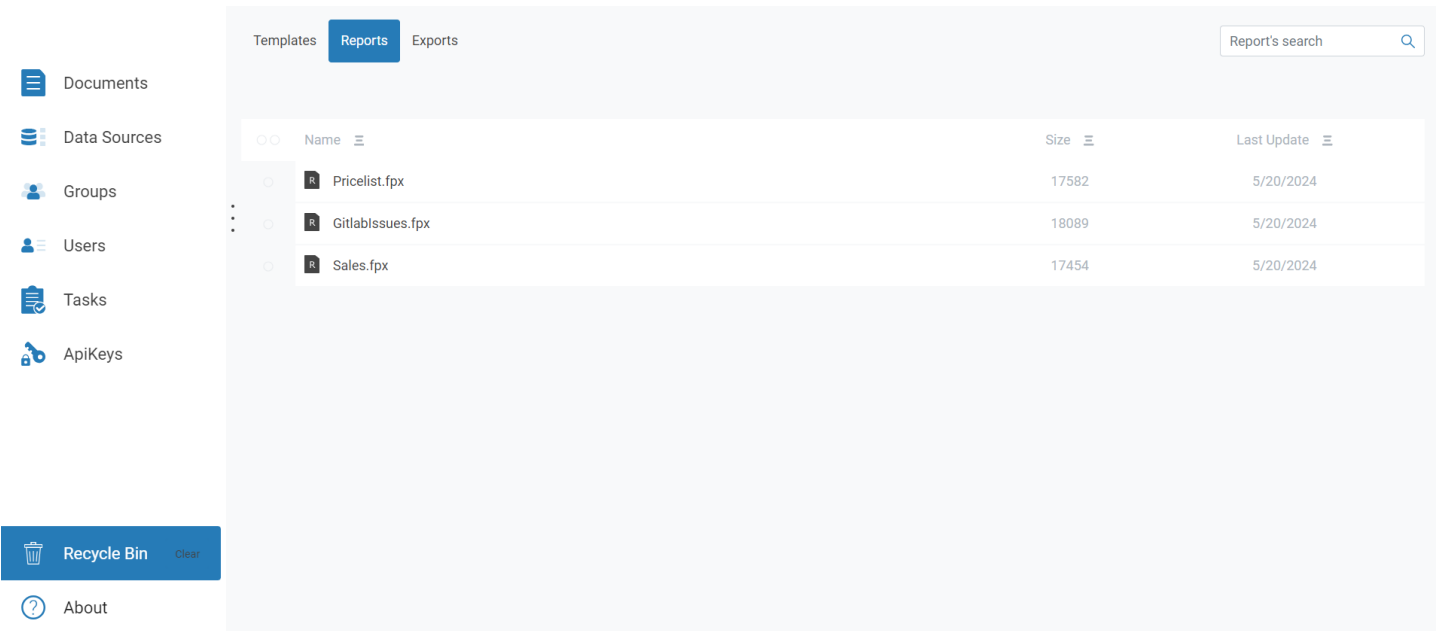 Templates Reports Exports Report's search
Documents
Data Sources
Groups
Users
Tasks
ApiKeys
Recycle Bin Clear
About
Name Size Last Update
R Pricelist.fpx 17582 5/20/2024
R GitlabIssues.fpx 18089 5/20/2024
R Sales.fpx 17454 5/20/2024